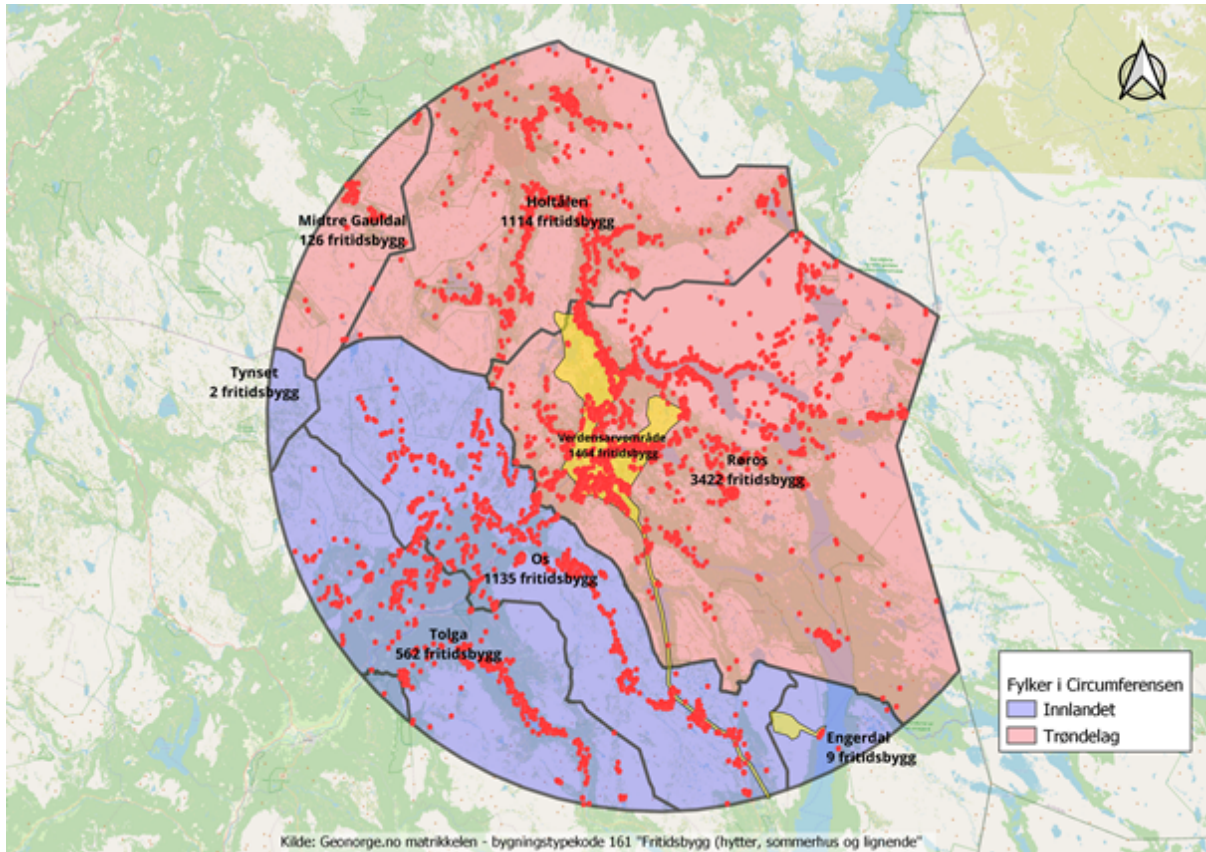 Holtålen
1114 fritidsbygg
Midtre Gauldal
126 fritidsbygg
Tynset
2 fritidsbygg
Verdensarvområde
1464 fritidsbygg
Røros
3422 fritidsbygg
Os
1135 fritidsbygg
Tolga
562 fritidsbygg
Engerdal
9 fritidsbygg
Fylker i Circumferensen
Innlandet
Trøndelag
Kilde: Geonorge.no matrikkelen - bygningstypekode 161 "Fritidsbygg (hytter, sommerhus og lignende"